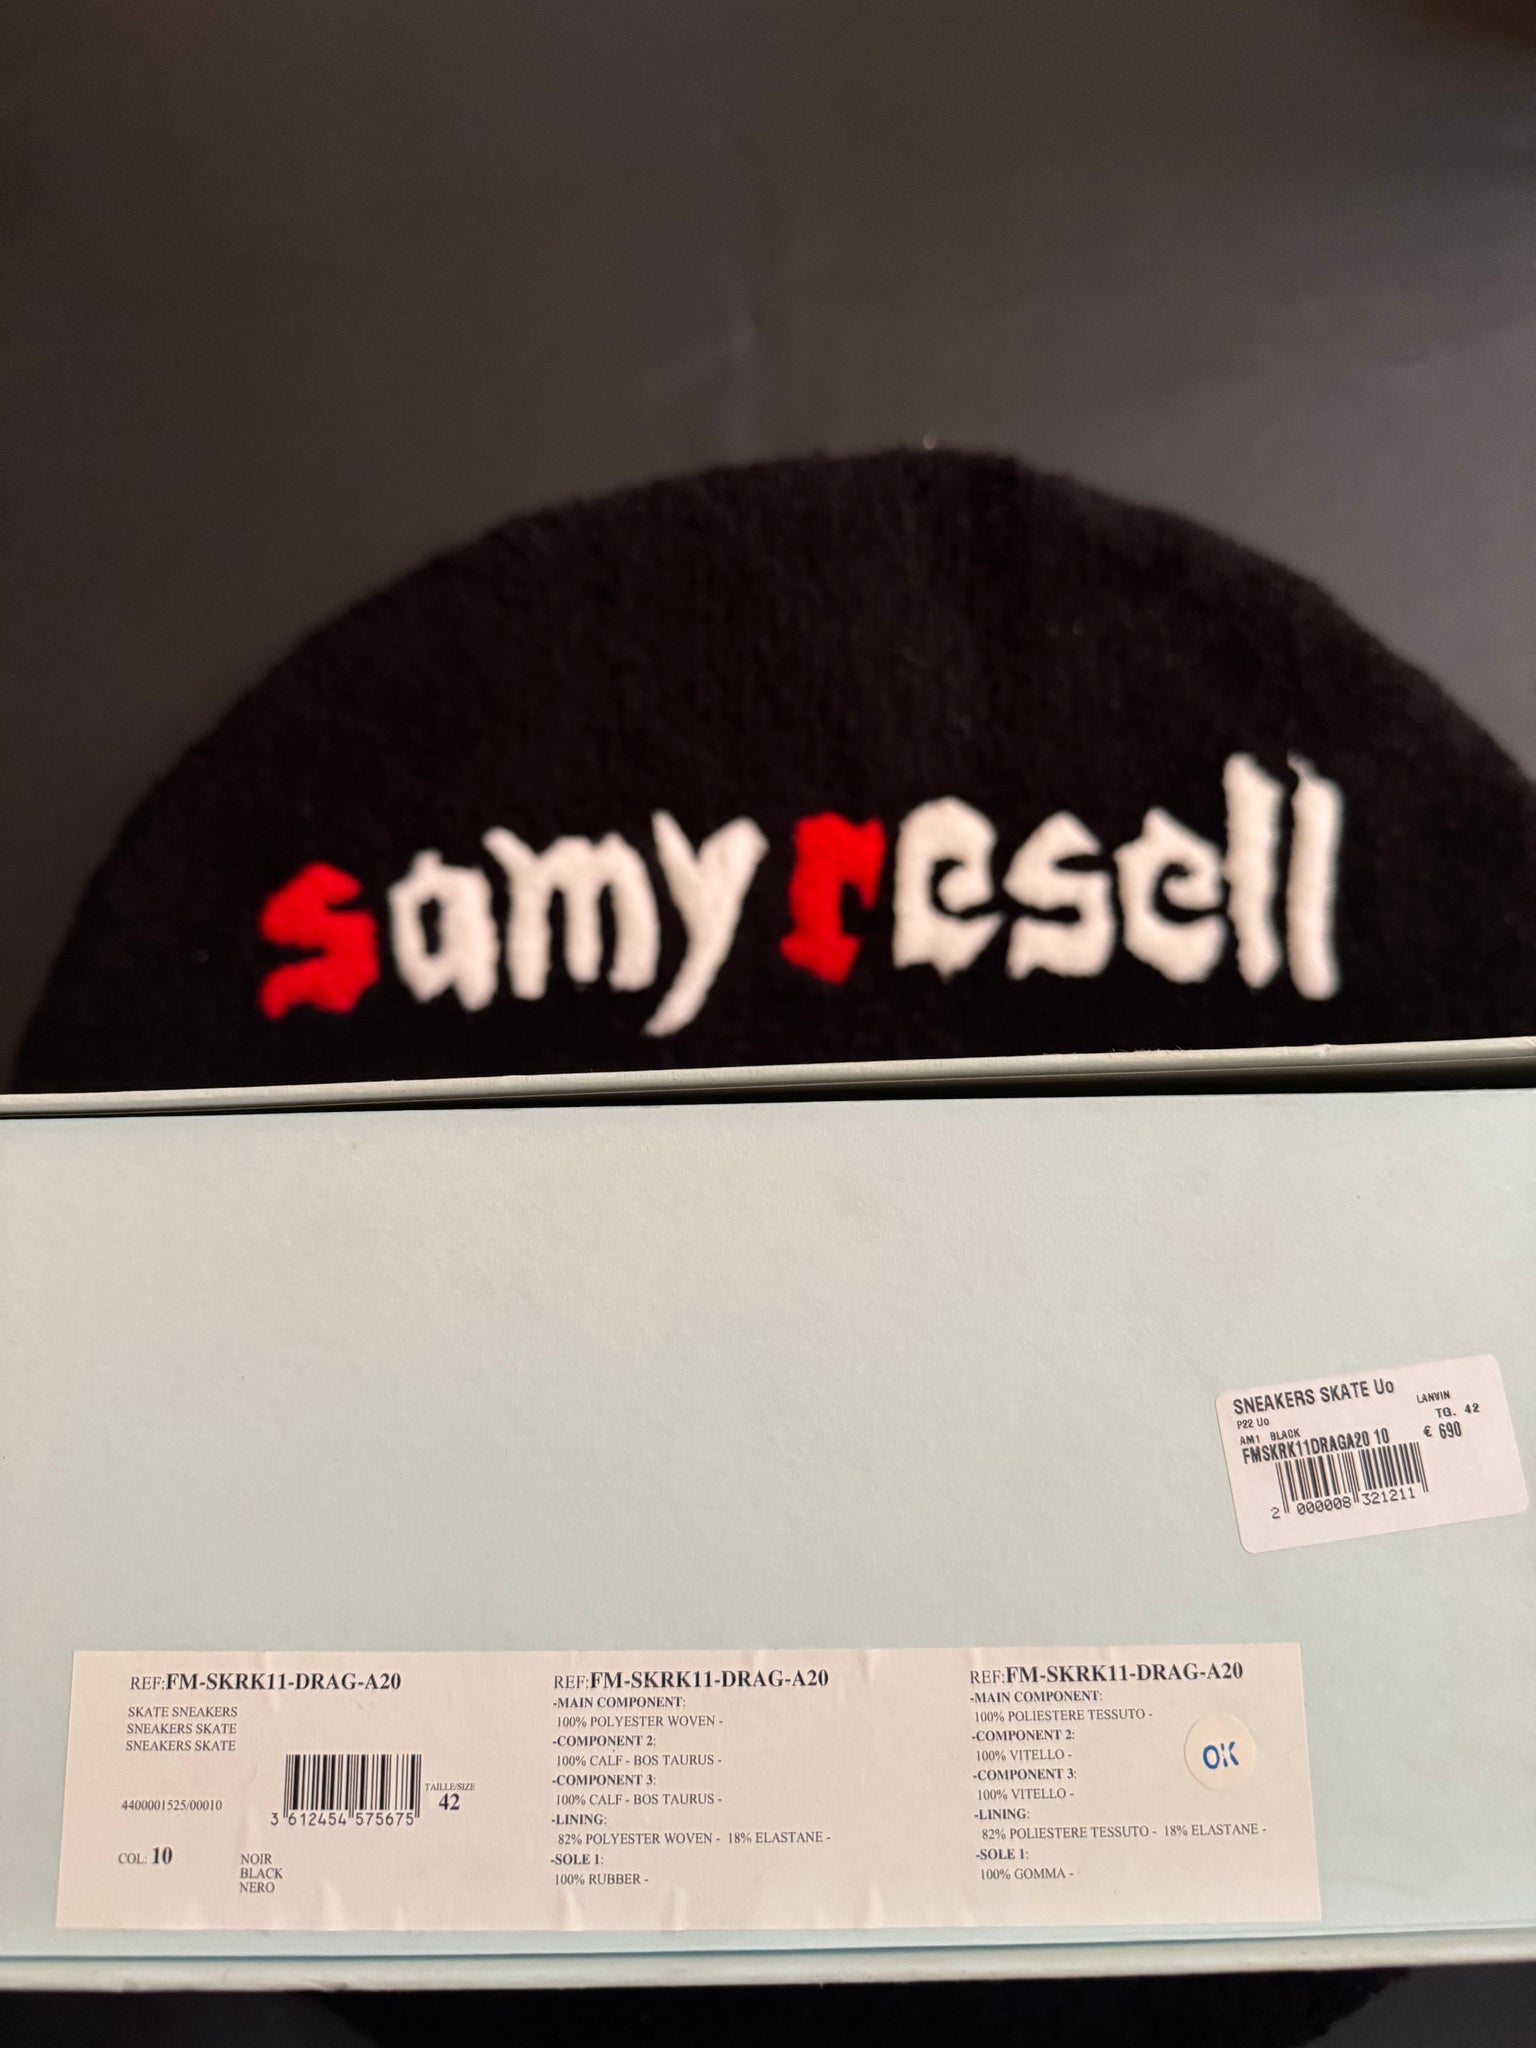 samy resell
SNEAKERS SKATE Uo LANVIN
P22 Uo TG. 42
AM1 BLACK € 690
FMSKRK11DRAGA20 10
2 000008 321211
REF:FM-SKRK11-DRAG-A20
SKATE SNEAKERS
SNEAKERS SKATE
SNEAKERS SKATE
TAILLE/SIZE
42
4400001525/00010
3 612454 575675
COL: 10
NOIR
BLACK
NERO
REF:FM-SKRK11-DRAG-A20
-MAIN COMPONENT:
100% POLYESTER WOVEN -
-COMPONENT 2:
100% CALF - BOS TAURUS -
-COMPONENT 3:
100% CALF - BOS TAURUS -
-LINING:
82% POLYESTER WOVEN - 18% ELASTANE -
-SOLE 1:
100% RUBBER -
REF:FM-SKRK11-DRAG-A20
-MAIN COMPONENT:
100% POLIESTERE TESSUTO -
-COMPONENT 2:
100% VITELLO -
-COMPONENT 3:
100% VITELLO -
-LINING:
82% POLIESTERE TESSUTO - 18% ELASTANE -
-SOLE 1:
100% GOMMA -
OK